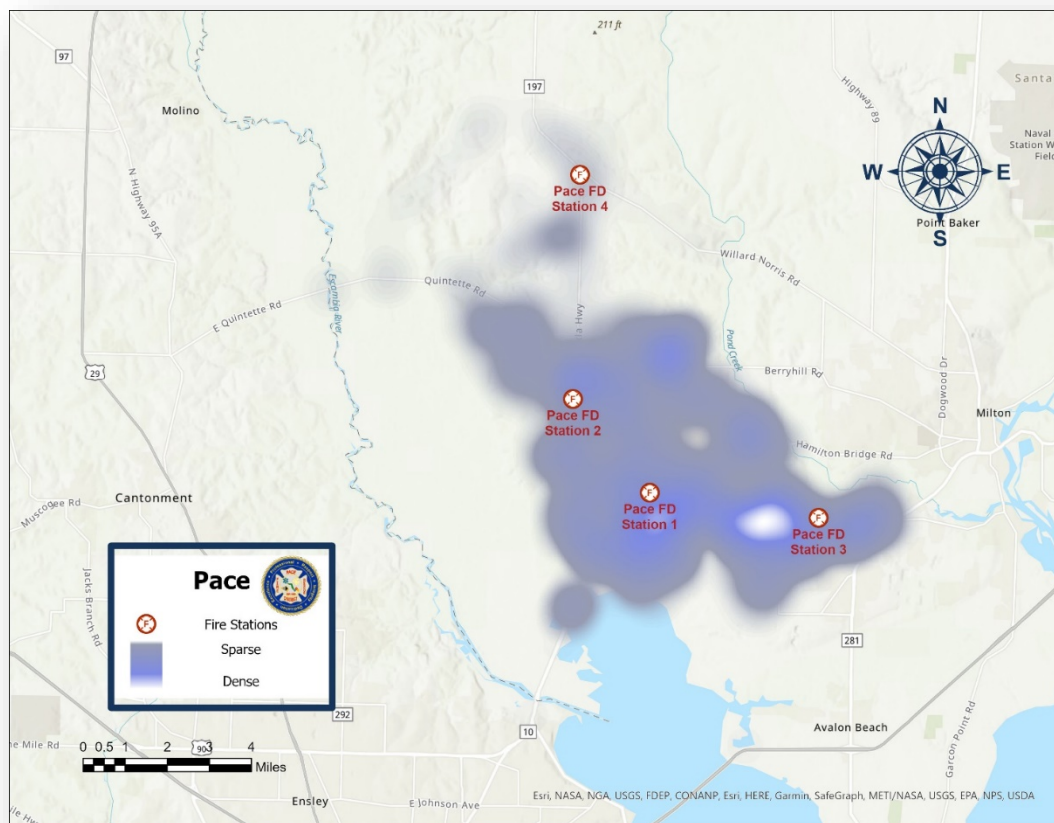 211 ft
97
197
Molino
Highway 89
Santa
Naval
Station W
Field
N
W
E
S
Point Baker
N Highway 95A
Pace FD
Station 4
Willard Norris Rd
Quintette Rd
E Quintette Rd
Escambia River
Hwy
Pond Creek
29
Berryhill Rd
Dogwood Dr
Pace FD
Station 2
Milton
Hamilton Bridge Rd
Cantonment
Pace FD
Station 1
Pace FD
Station 3
Jacks Branch Rd
Pace
Fire Stations
Sparse
Dense
281
292
10
Avalon Beach
Garcon Point Rd
0 0.5 1 2 3 4
Miles
90
Mile Rd
Ensley
E Johnson Ave
Esri, NASA, NGA, USGS, FDEP, CONANP, Esri, HERE, Garmin, SafeGraph, METI/NASA, USGS, EPA, NPS, USDA